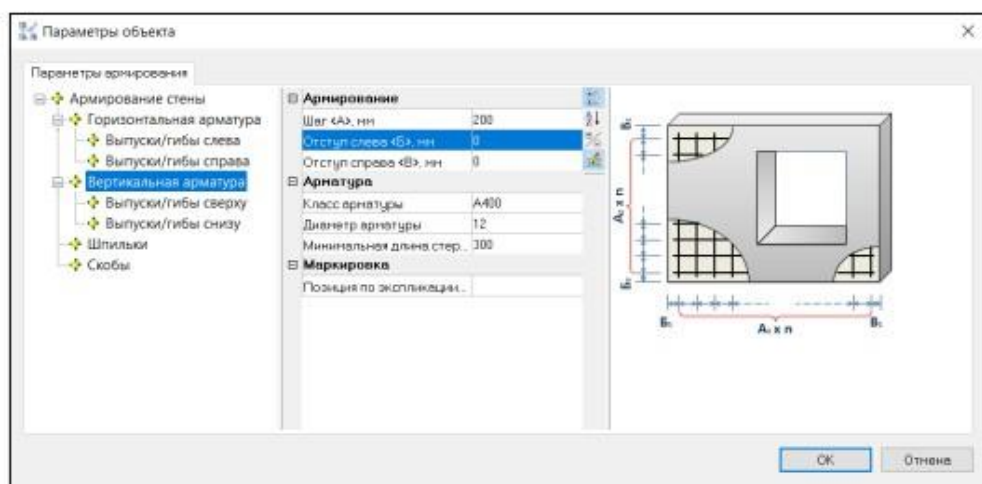 Параметры объекта
Параметры армирования
Армирование стены
Горизонтальная арматура
Выпуски/гибы слева
Выпуски/гибы справа
Вертикальная арматура
Выпуски/гибы сверху
Выпуски/гибы снизу
Шпильки
Скобы
Армирование
Шаг <А>, мм 200
Отступ слева <Б>, мм 0
Отступ справа <В>, мм 0
Арматура
Класс арматуры А400
Диаметр арматуры 12
Минимальная длина стер... 300
Маркировка
Позиция по экспликации...
А x n
А x n
OK
Отмена